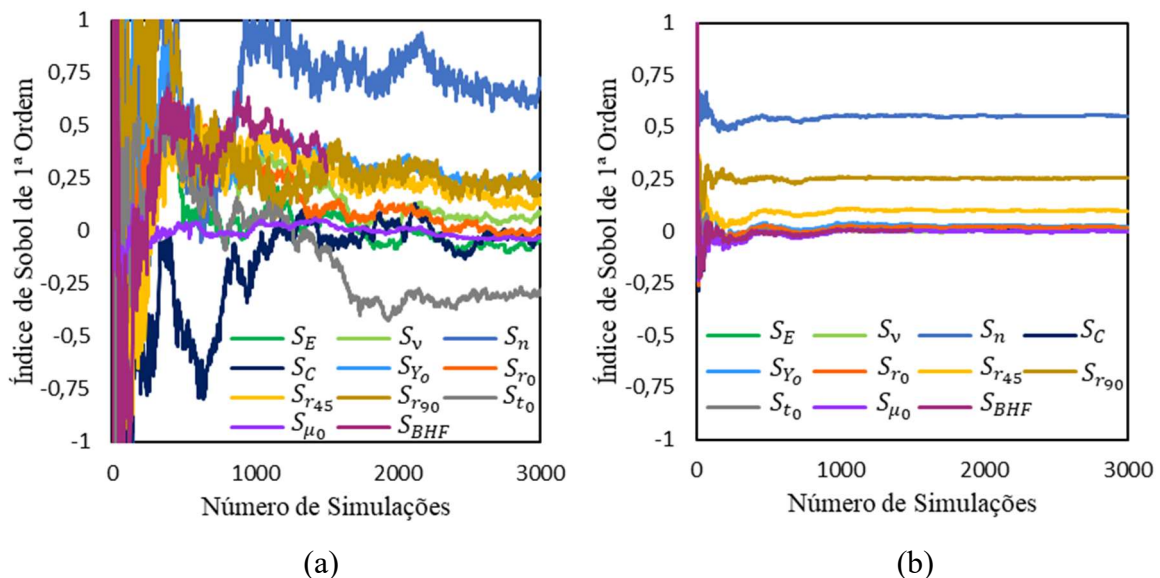 (a)
Índice de Sobol de 1ª Ordem
1
0,75
0,5
0,25
0
-0,25
-0,5
-0,75
-1
S_E S_ν S_n
S_C S_{Y_o} S_{r_0}
S_{r_{45}} S_{r_{90}} S_{t_0}
S_{μ_0} S_{BHF}
0 1000 2000 3000
Número de Simulações
(a)
(b)
Índice de Sobol de 1ª Ordem
1
0,75
0,5
0,25
0
-0,25
-0,5
-0,75
-1
S_E S_ν S_n S_C
S_{Y_o} S_{r_0} S_{r_{45}} S_{r_{90}}
S_{t_0} S_{μ_0} S_{BHF}
0 1000 2000 3000
Número de Simulações
(b)